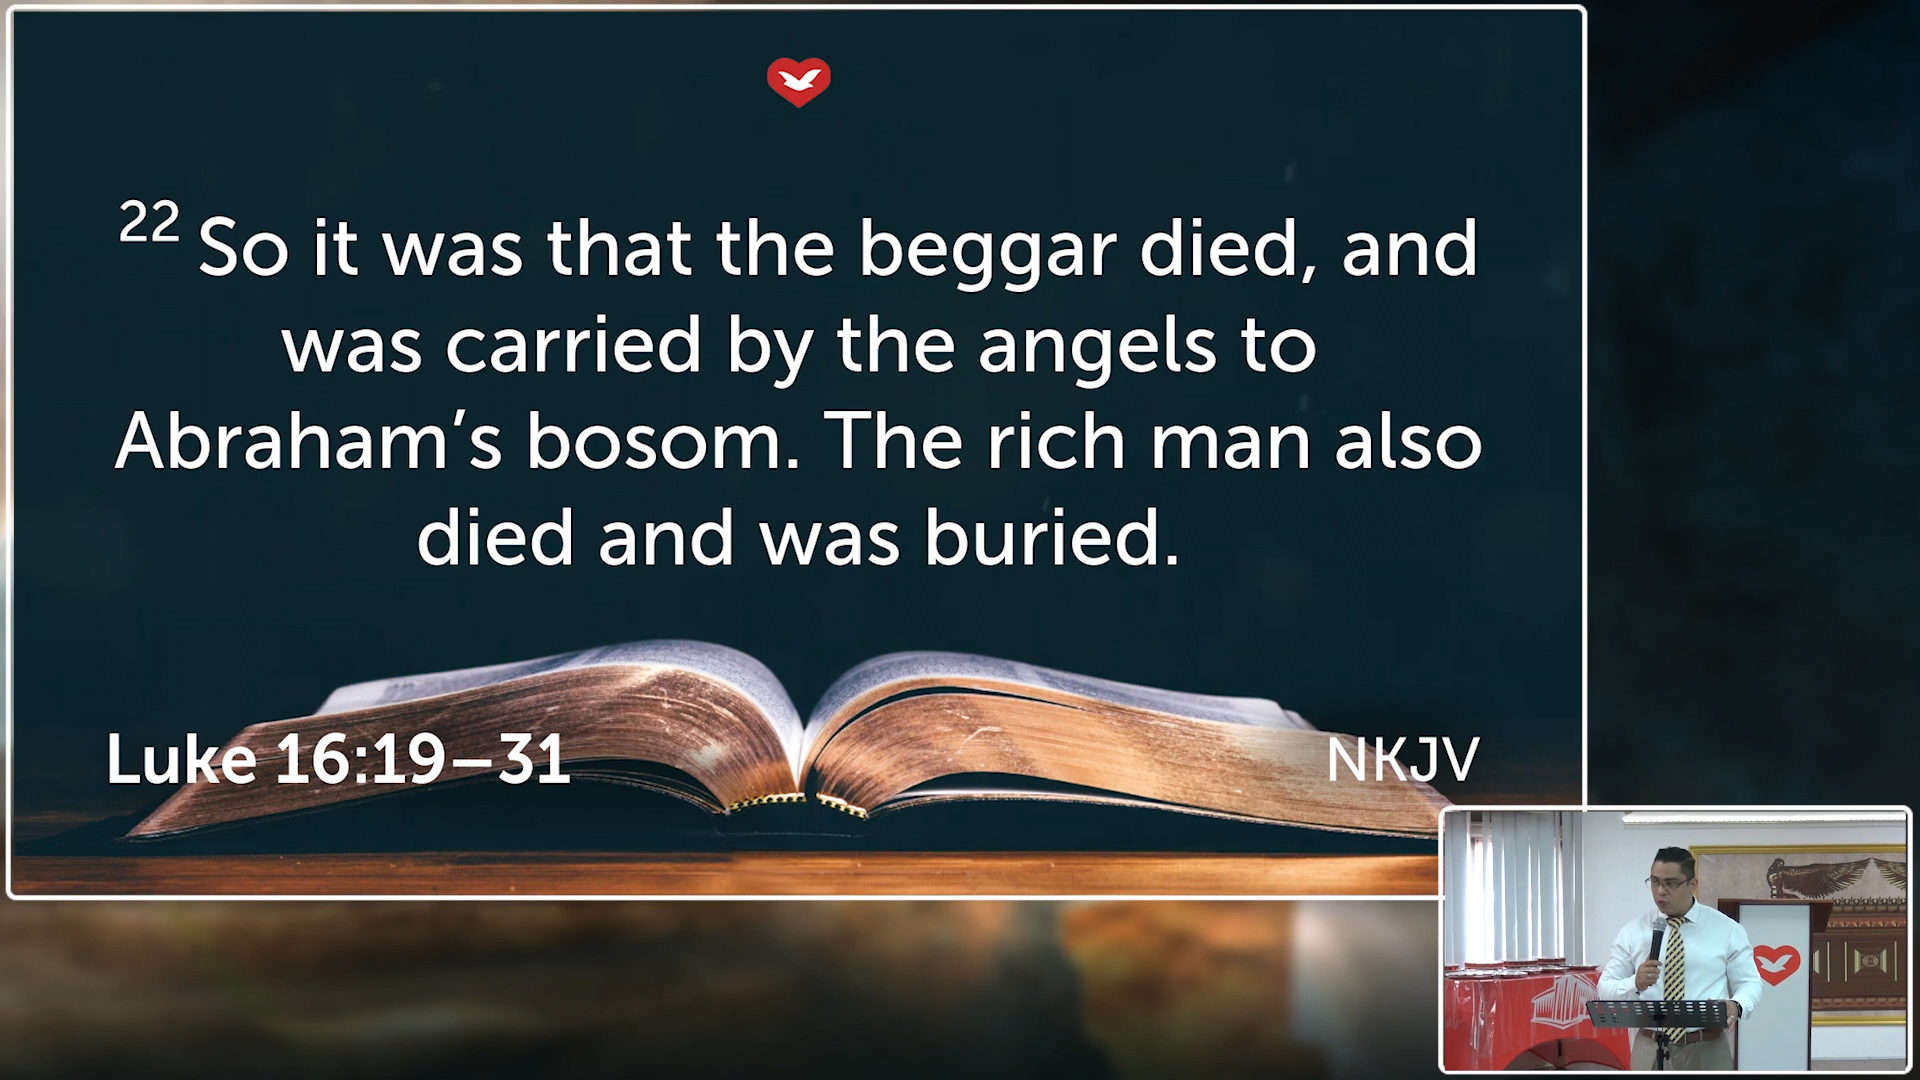 22 So it was that the beggar died, and
was carried by the angels to
Abraham’s bosom. The rich man also
died and was buried.
Luke 16:19–31
NKJV